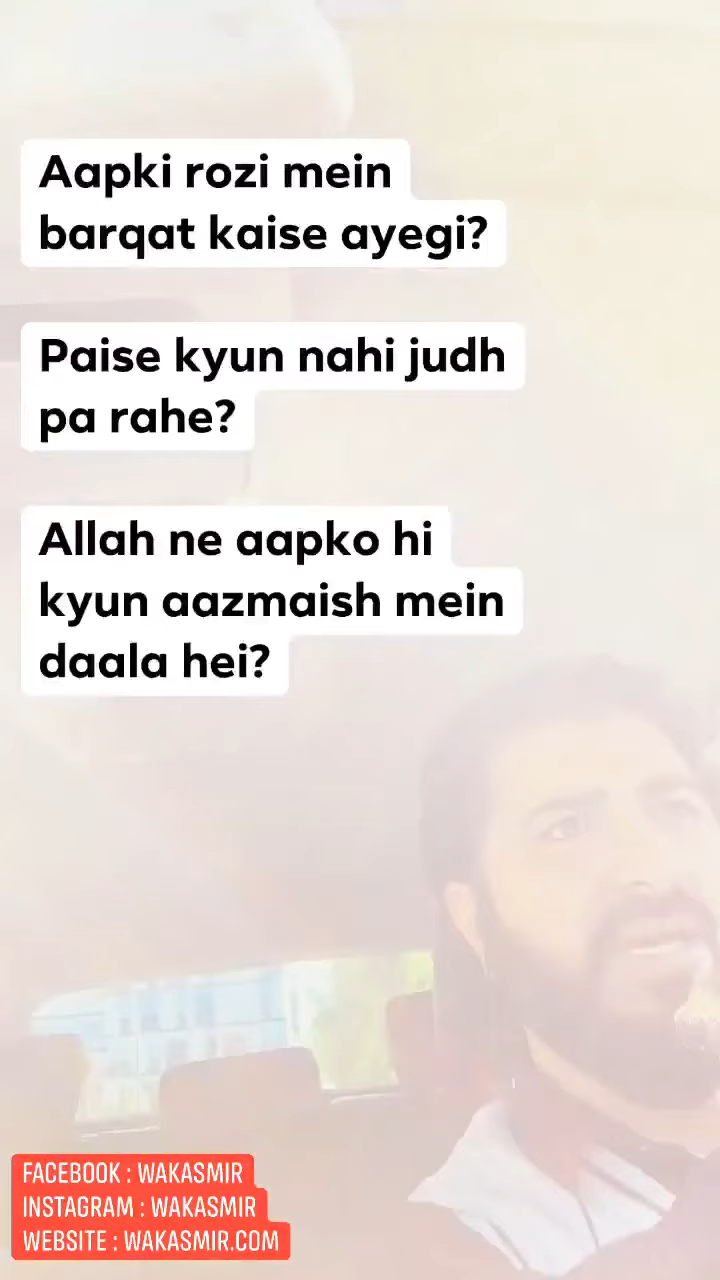 Aapki rozi mein
barqat kaise ayegi?
Paise kyun nahi judh
pa rahe?
Allah ne aapko hi
kyun aazmaish mein
daala hei?
FACEBOOK : WAKASMIR
INSTAGRAM : WAKASMIR
WEBSITE : WAKASMIR.COM